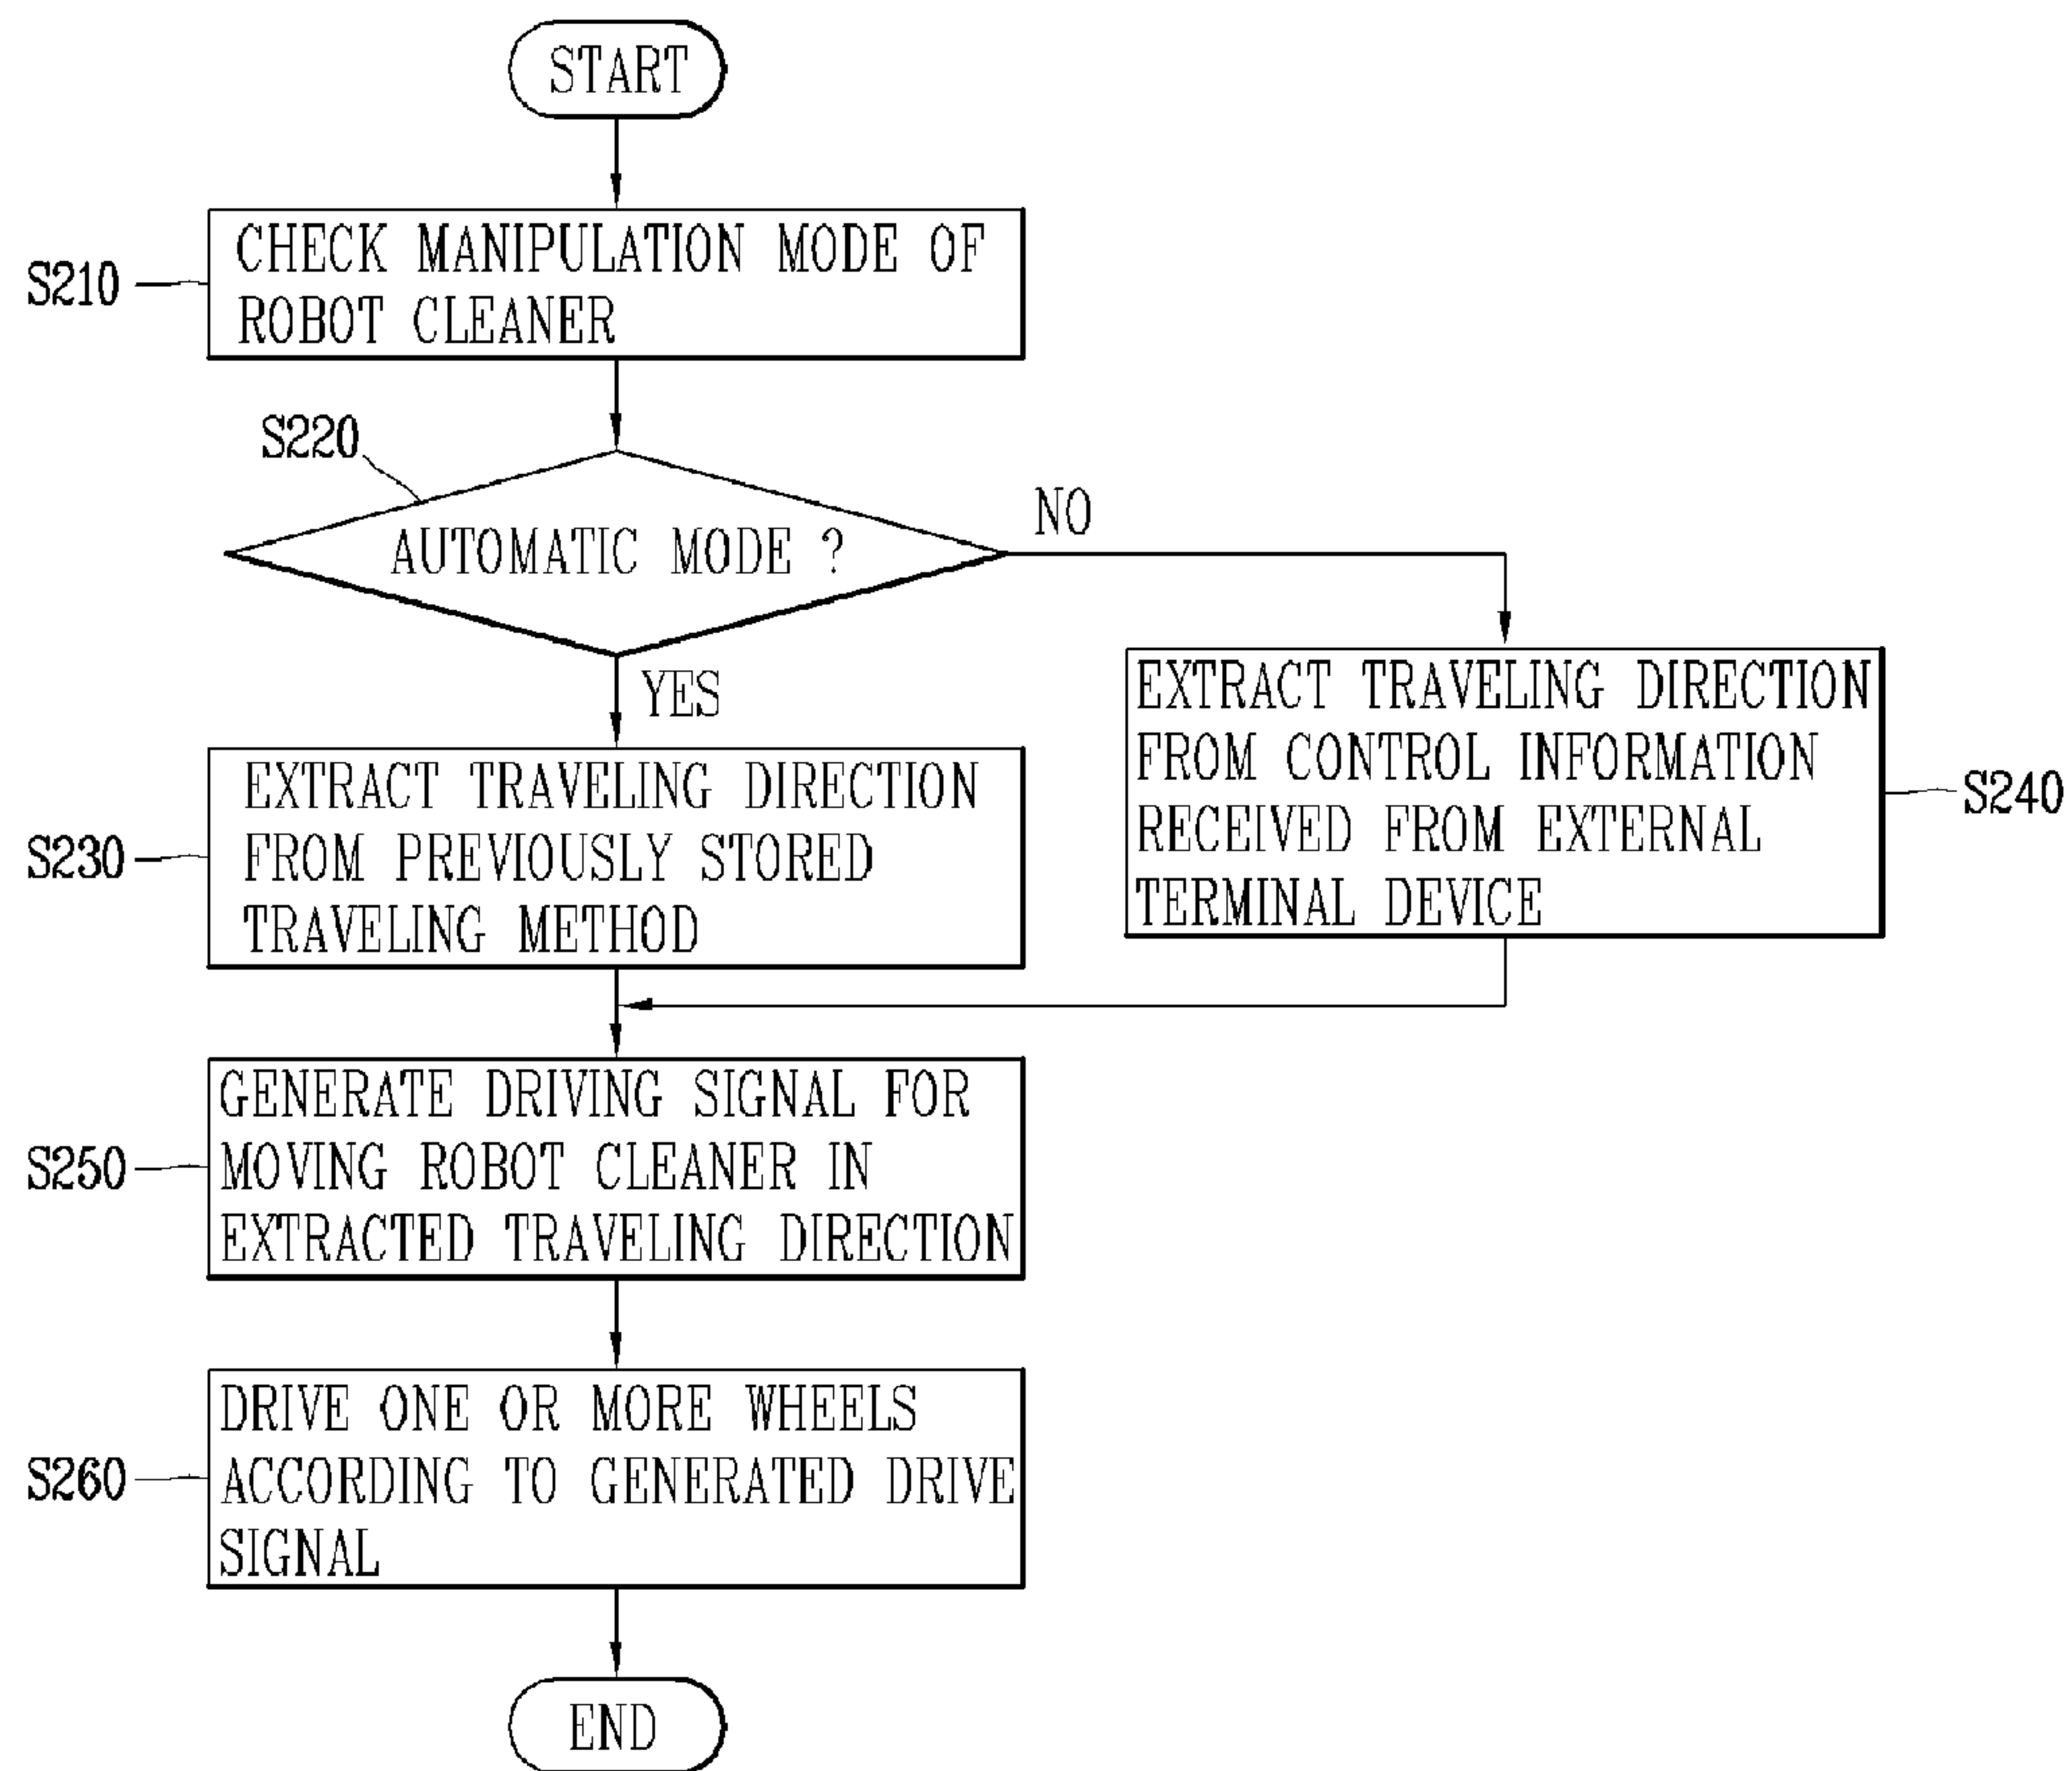 START
S210
CHECK MANIPULATION MODE OF
ROBOT CLEANER
S220
AUTOMATIC MODE ?
NO
YES
S230
EXTRACT TRAVELING DIRECTION
FROM PREVIOUSLY STORED
TRAVELING METHOD
EXTRACT TRAVELING DIRECTION
FROM CONTROL INFORMATION
RECEIVED FROM EXTERNAL
TERMINAL DEVICE
S240
S250
GENERATE DRIVING SIGNAL FOR
MOVING ROBOT CLEANER IN
EXTRACTED TRAVELING DIRECTION
S260
DRIVE ONE OR MORE WHEELS
ACCORDING TO GENERATED DRIVE
SIGNAL
END